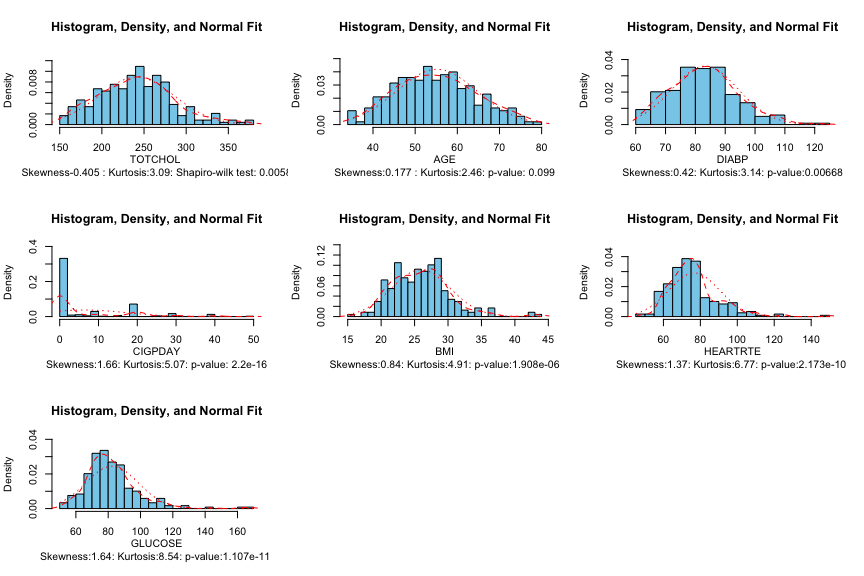 Histogram, Density, and Normal Fit
Density
0.000 0.008
150 200 250 300 350
TOTCHOL
Skewness-0.405 : Kurtosis:3.09: Shapiro-wilk test: 0.0058
Histogram, Density, and Normal Fit
Density
0.00 0.03
40 50 60 70 80
AGE
Skewness:0.177 : Kurtosis:2.46: p-value: 0.099
Histogram, Density, and Normal Fit
Density
0.00 0.02 0.04
60 70 80 90 100 120
DIABP
Skewness:0.42: Kurtosis:3.14: p-value:0.00668
Histogram, Density, and Normal Fit
Density
0.0 0.2 0.4
0 10 20 30 40 50
CIGPDAY
Skewness:1.66: Kurtosis:5.07: p-value: 2.2e-16
Histogram, Density, and Normal Fit
Density
0.00 0.06 0.12
15 20 25 30 35 40 45
BMI
Skewness:0.84: Kurtosis:4.91: p-value:1.908e-06
Histogram, Density, and Normal Fit
Density
0.00 0.02 0.04
60 80 100 120 140
HEARTRTE
Skewness:1.37: Kurtosis:6.77: p-value:2.173e-10
Histogram, Density, and Normal Fit
Density
0.00 0.02 0.04
60 80 100 120 140 160
GLUCOSE
Skewness:1.64: Kurtosis:8.54: p-value:1.107e-11